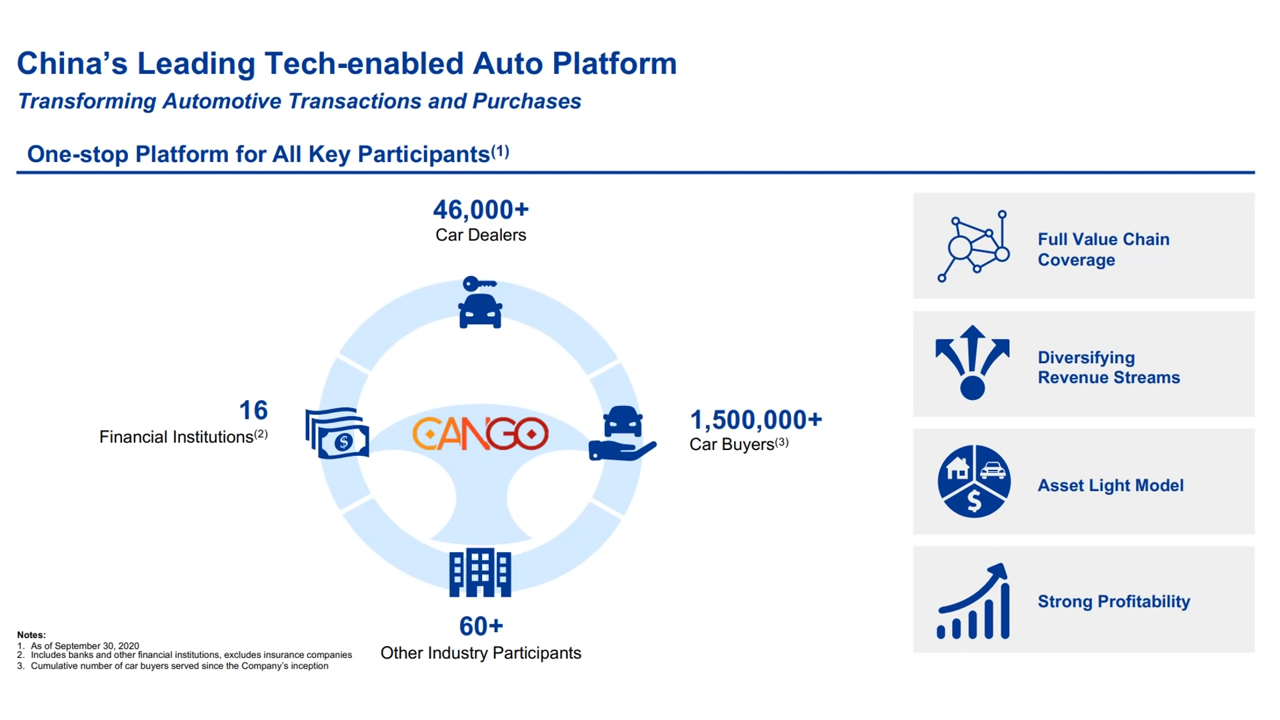 China's Leading Tech-enabled Auto Platform
Transforming Automotive Transactions and Purchases
One-stop Platform for All Key Participants(1)
46,000+
Car Dealers
16
Financial Institutions(2)
CANGO
1,500,000+
Car Buyers(3)
60+
Other Industry Participants
Full Value Chain
Coverage
Diversifying
Revenue Streams
Asset Light Model
Strong Profitability
Notes:
1. As of September 30, 2020
2. Includes banks and other financial institutions, excludes insurance companies
3. Cumulative number of car buyers served since the Company's inception